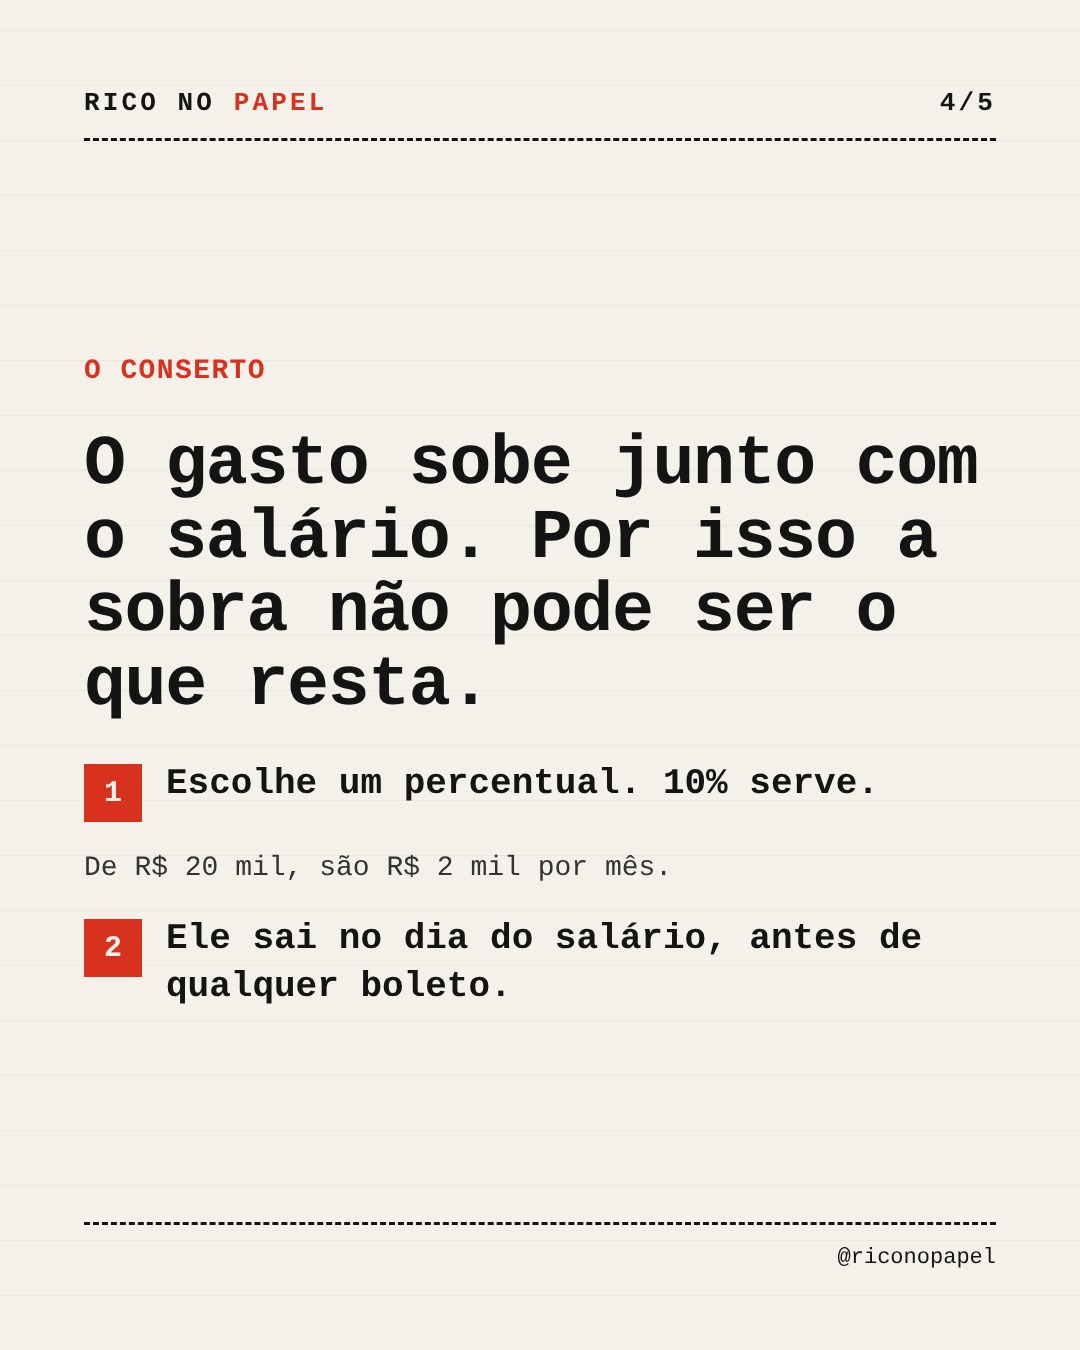 RICO NO PAPEL
4/5
O CONSERTO
O gasto sobe junto com
o salário. Por isso a
sobra não pode ser o
que resta.
1 Escolhe um percentual. 10% serve.
De R$ 20 mil, são R$ 2 mil por mês.
2 Ele sai no dia do salário, antes de
qualquer boleto.
@riconopapel